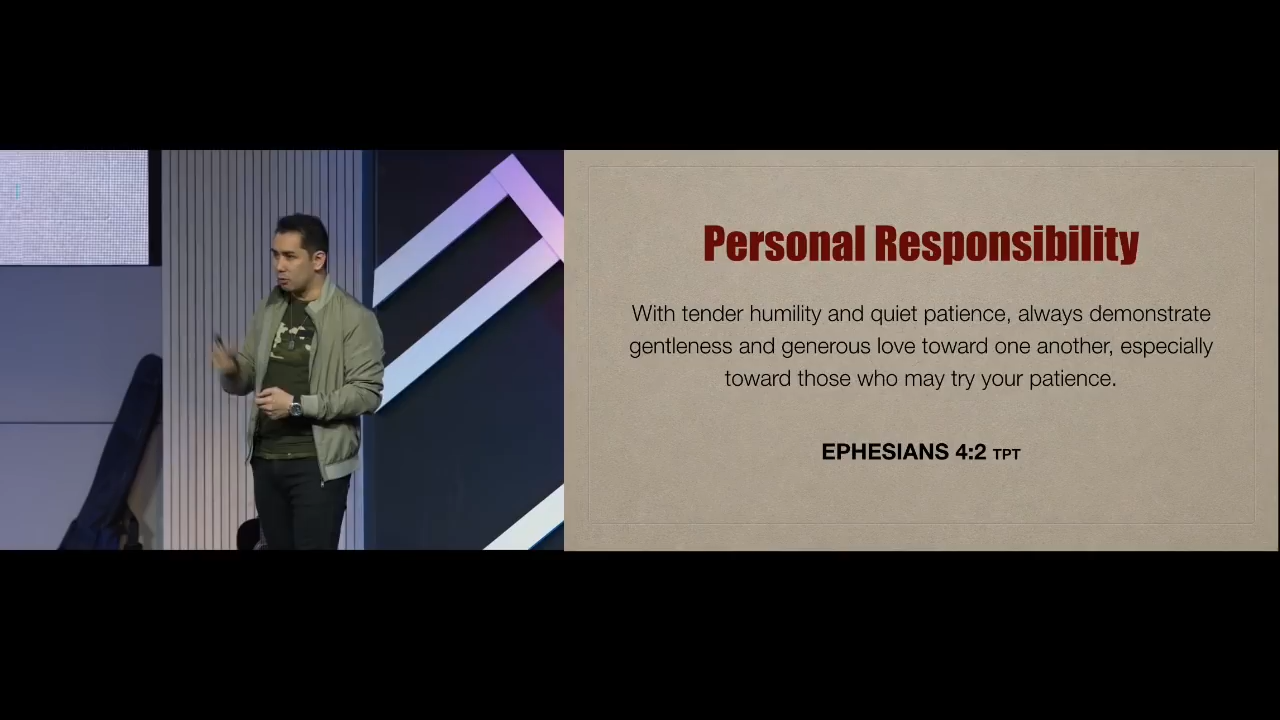 Personal Responsibility
With tender humility and quiet patience, always demonstrate
gentleness and generous love toward one another, especially
toward those who may try your patience.
EPHESIANS 4:2 TPT